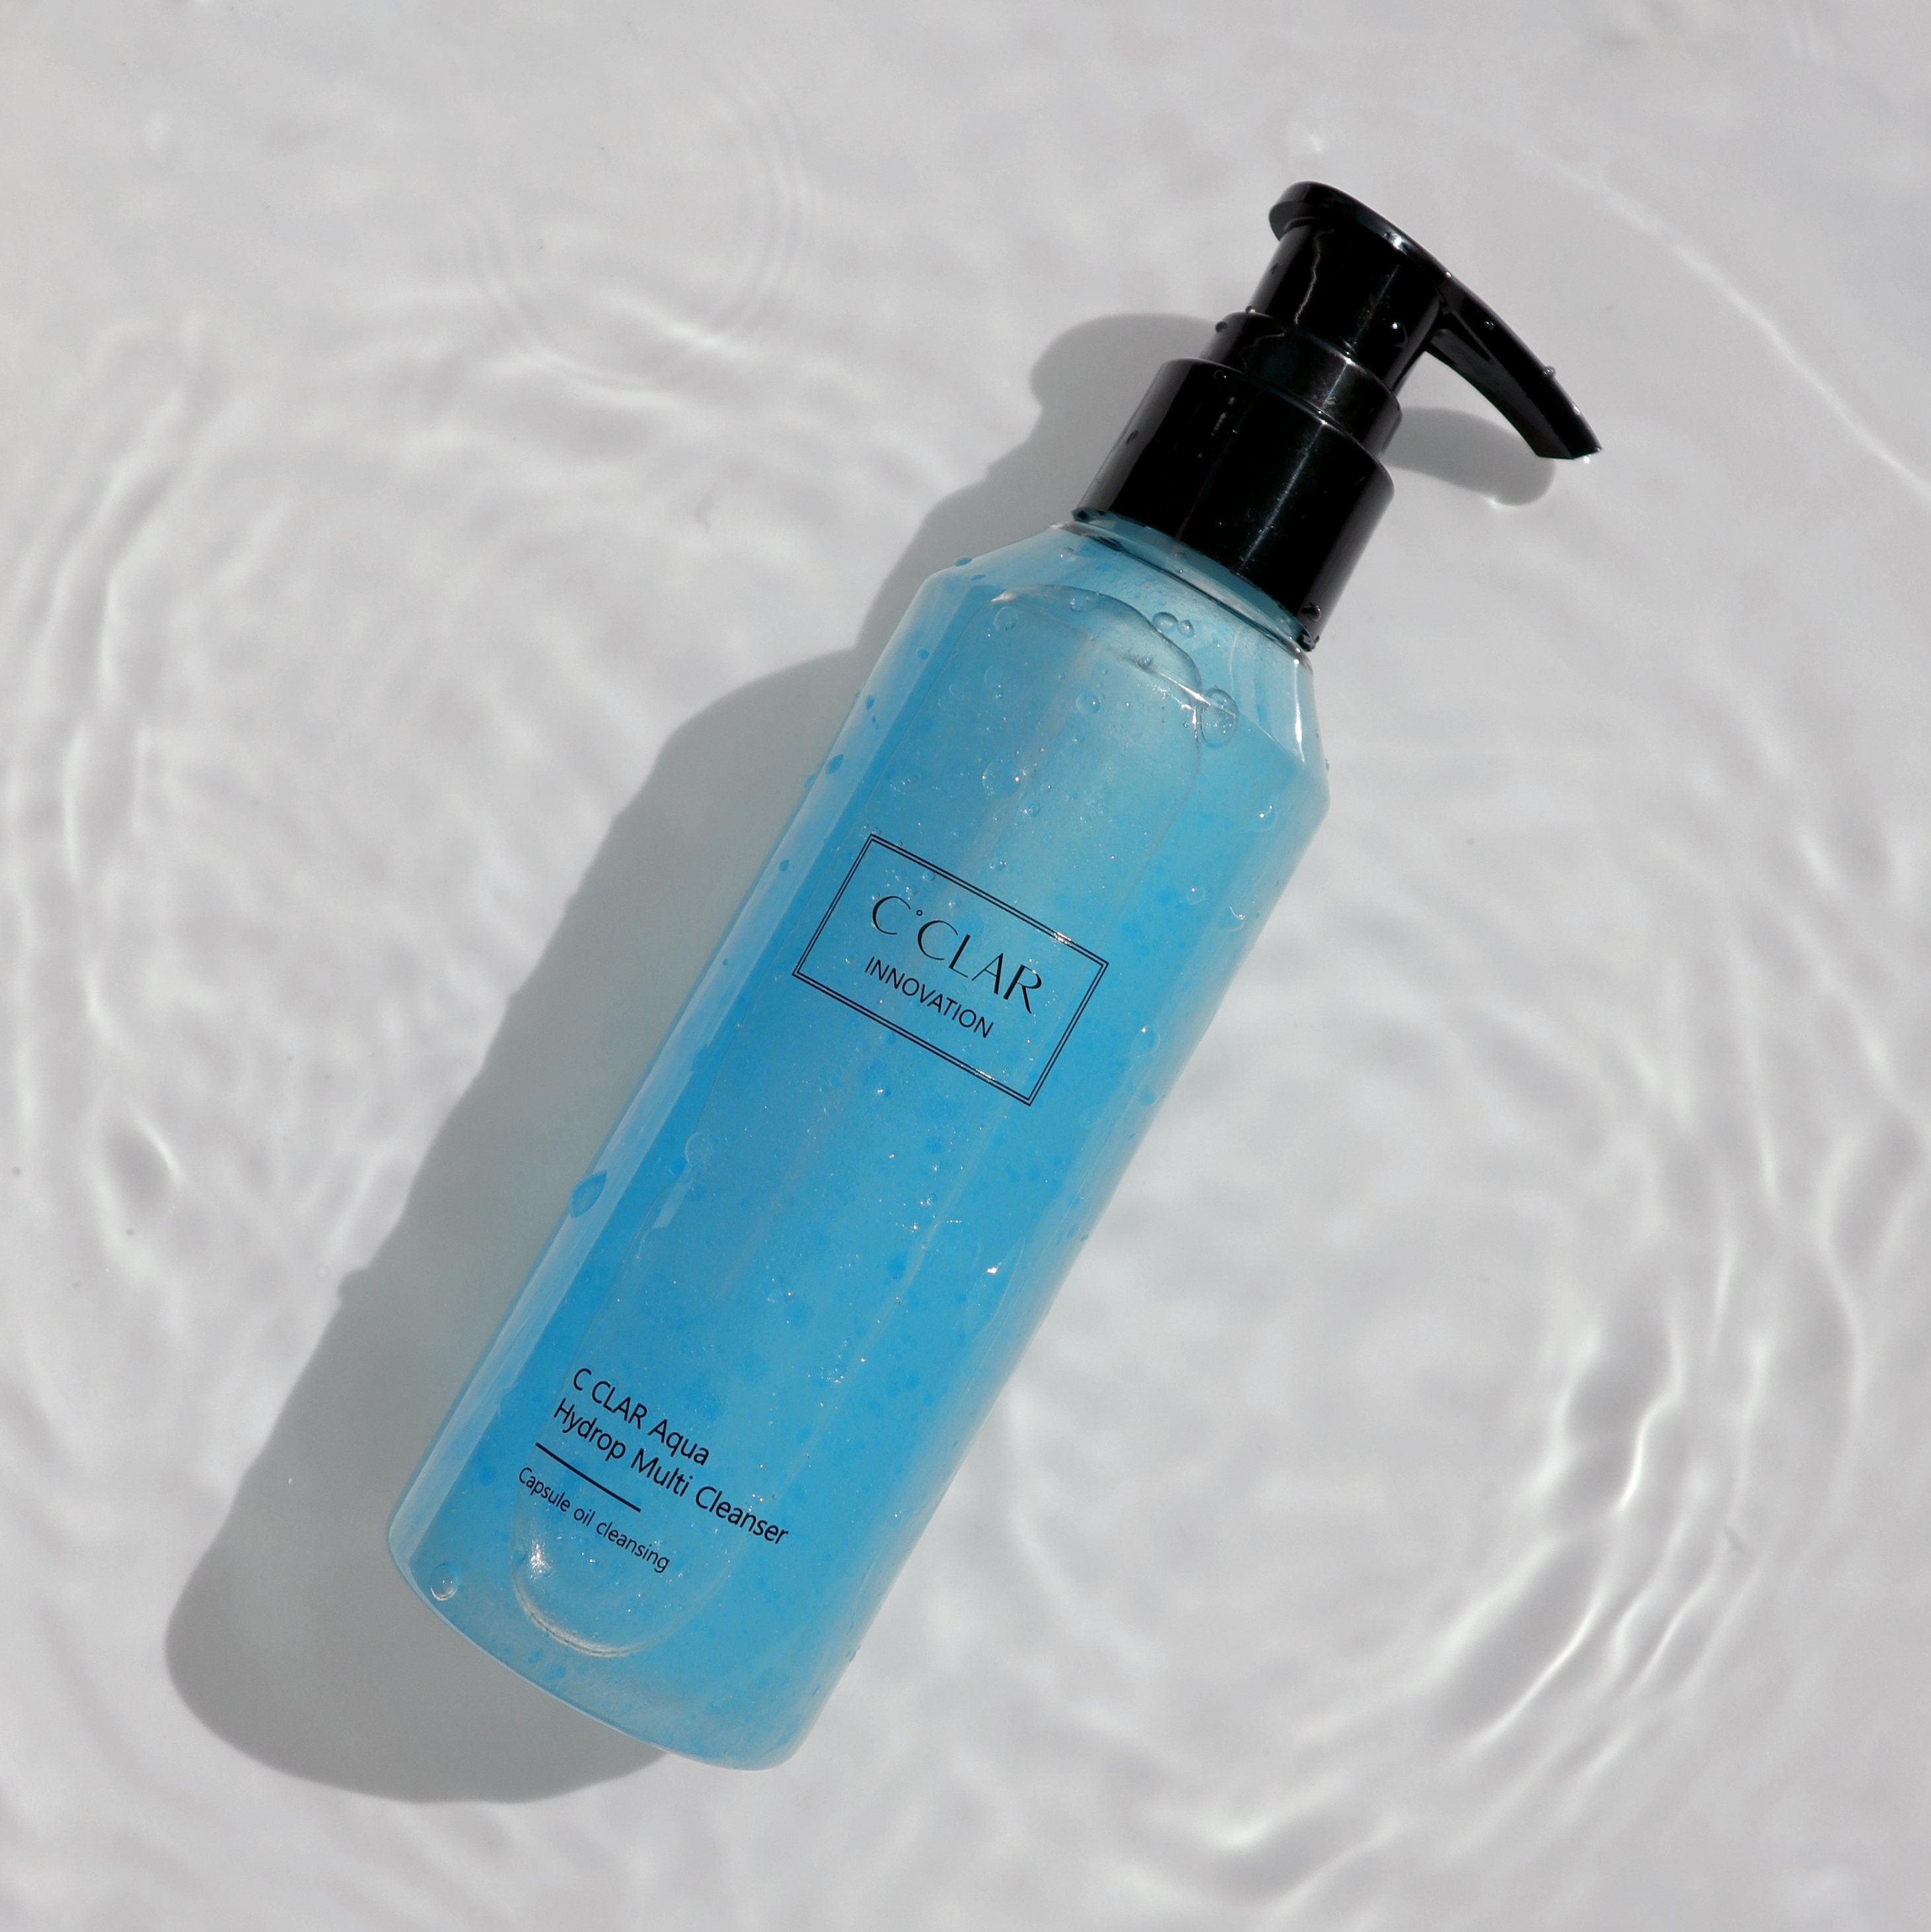 C°CLAR
INNOVATION
C CLAR Aqua
Hydrop Multi Cleanser
Capsule oil cleansing